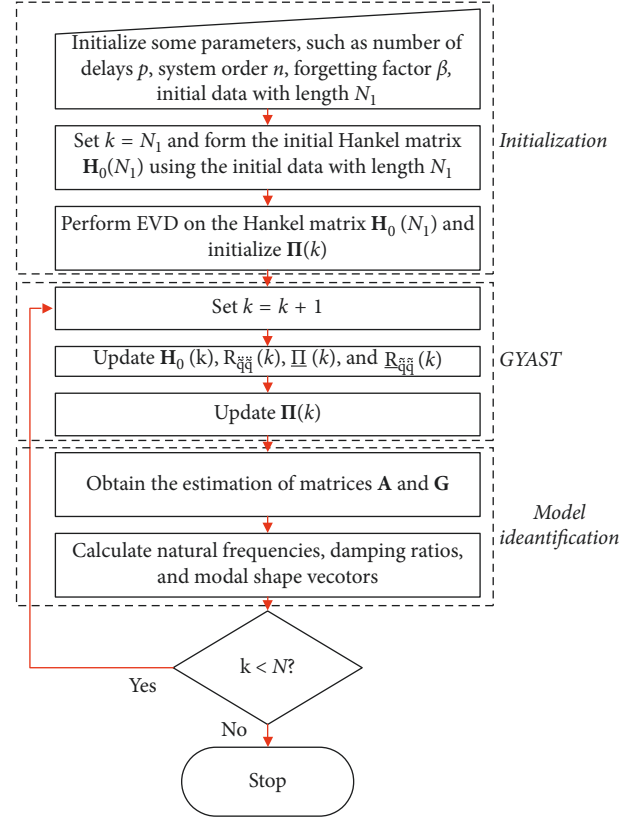 Initialize some parameters, such as number of
delays p, system order n, forgetting factor β,
initial data with length N₁
Set k = N₁ and form the initial Hankel matrix
H₀(N₁) using the initial data with length N₁
Perform EVD on the Hankel matrix H₀ (N₁) and
initialize Π(k)
Initialization
Set k = k + 1
Update H₀ (k), R_q̈q̈ (k), Π̲ (k), and R̲_q̈q̈ (k)
Update Π(k)
GYAST
Obtain the estimation of matrices A and G
Calculate natural frequencies, damping ratios,
and modal shape vecotors
Model
ideantification
k < N?
Yes
No
Stop